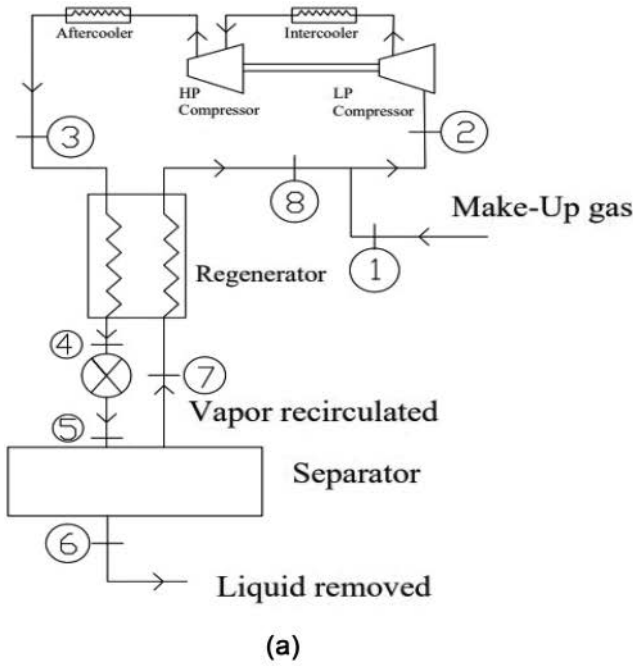 Aftercooler
Intercooler
HP
Compressor
LP
Compressor
3
2
8
Make-Up gas
1
Regenerator
4
7
Vapor recirculated
5
Separator
6
Liquid removed
(a)